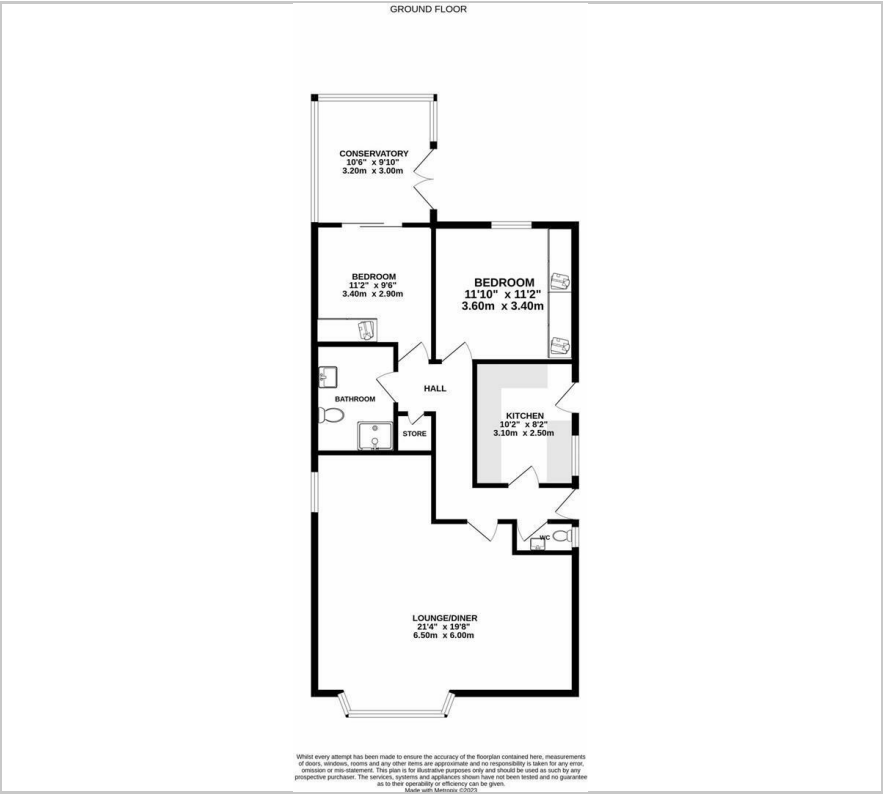 GROUND FLOOR
CONSERVATORY
10'6" x 9'10"
3.20m x 3.00m
BEDROOM
11'2" x 9'6"
3.40m x 2.90m
BEDROOM
11'10" x 11'2"
3.60m x 3.40m
HALL
BATHROOM
STORE
KITCHEN
10'2" x 8'2"
3.10m x 2.50m
WC
LOUNGE/DINER
21'4" x 19'8"
6.50m x 6.00m
Whilst every attempt has been made to ensure the accuracy of the floorplan contained here, measurements
of doors, windows, rooms and any other items are approximate and no responsibility is taken for any error,
omission or mis-statement. This plan is for illustrative purposes only and should be used as such by any
prospective purchaser. The services, systems and appliances shown have not been tested and no guarantee
as to their operability or efficiency can be given.
Made with Metropix ©2023